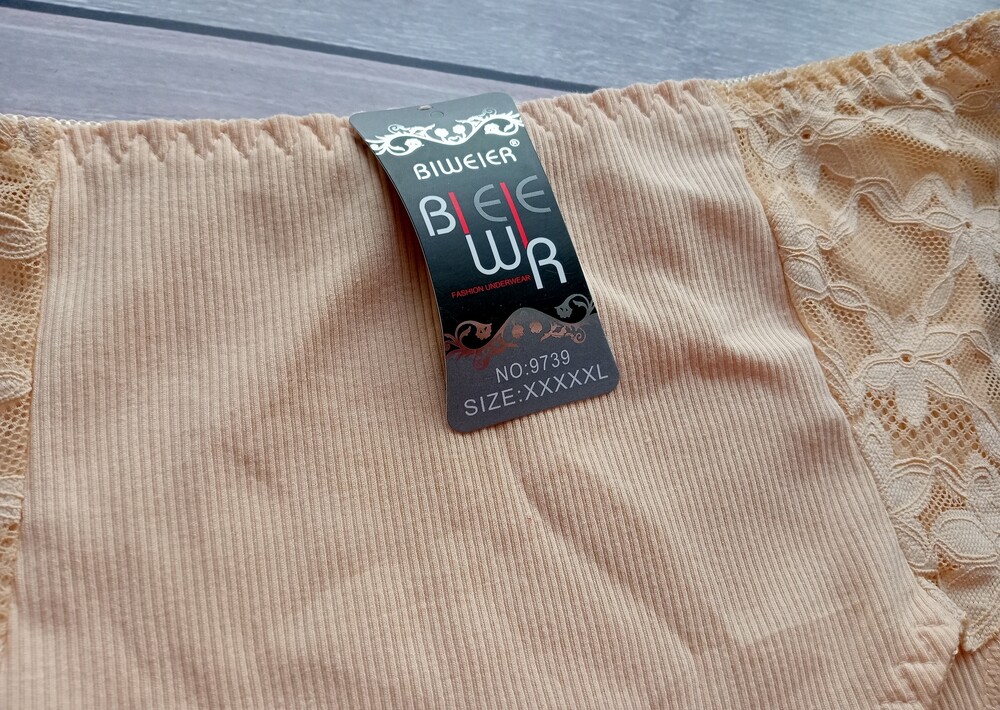 BIWEIER®
BIEIE
WR
FASHION UNDERWEAR
NO:9739
SIZE:XXXXXL